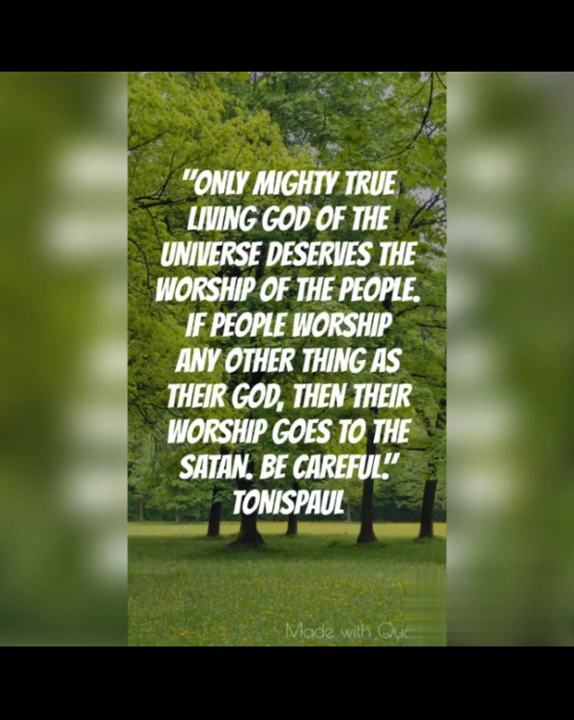 "ONLY MIGHTY TRUE
LIVING GOD OF THE
UNIVERSE DESERVES THE
WORSHIP OF THE PEOPLE.
IF PEOPLE WORSHIP
ANY OTHER THING AS
THEIR GOD, THEN THEIR
WORSHIP GOES TO THE
SATAN. BE CAREFUL."
TONISPAUL
Made with